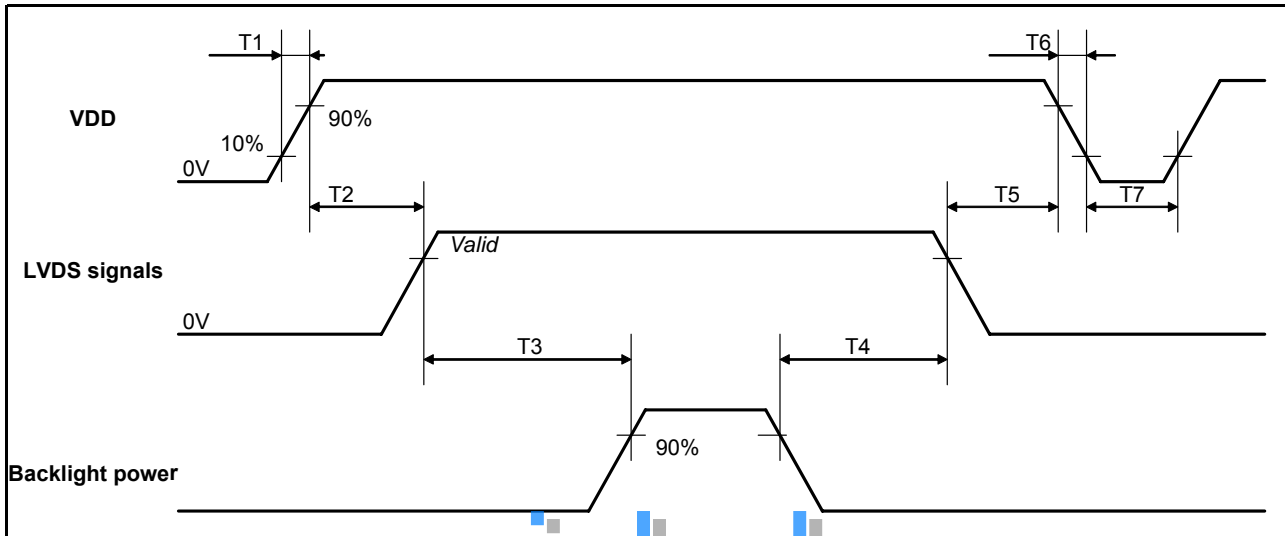 T1
T6
VDD
90%
10%
0V
T2
T5
T7
Valid
LVDS signals
0V
T3
T4
90%
Backlight power